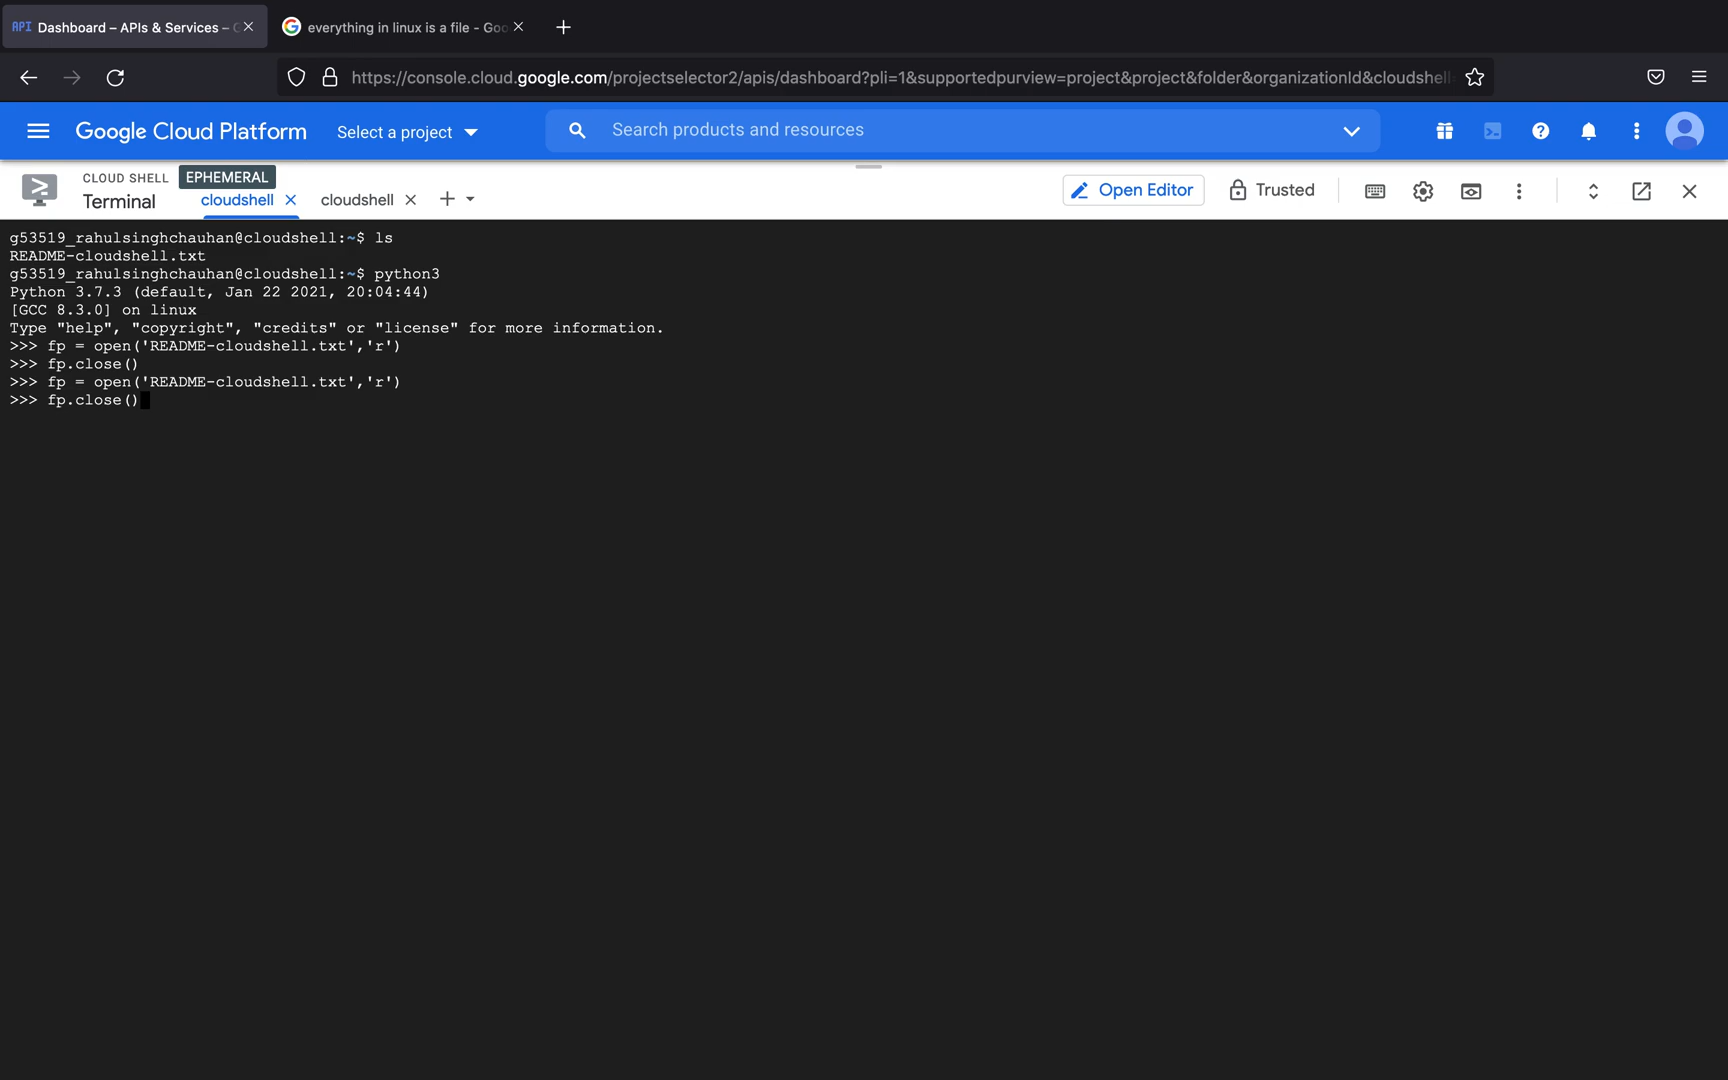 API Dashboard – APIs & Services –
everything in linux is a file - Goo
https://console.cloud.google.com/projectselector2/apis/dashboard?pli=1&supportedpurview=project&project&folder&organizationId&cloudshell
Google Cloud Platform
Select a project
Search products and resources
CLOUD SHELL
EPHEMERAL
Terminal
cloudshell
cloudshell
Open Editor
Trusted
g53519_rahulsinghchauhan@cloudshell:~$ ls
README-cloudshell.txt
g53519_rahulsinghchauhan@cloudshell:~$ python3
Python 3.7.3 (default, Jan 22 2021, 20:04:44)
[GCC 8.3.0] on linux
Type "help", "copyright", "credits" or "license" for more information.
>>> fp = open('README-cloudshell.txt','r')
>>> fp.close()
>>> fp = open('README-cloudshell.txt','r')
>>> fp.close()